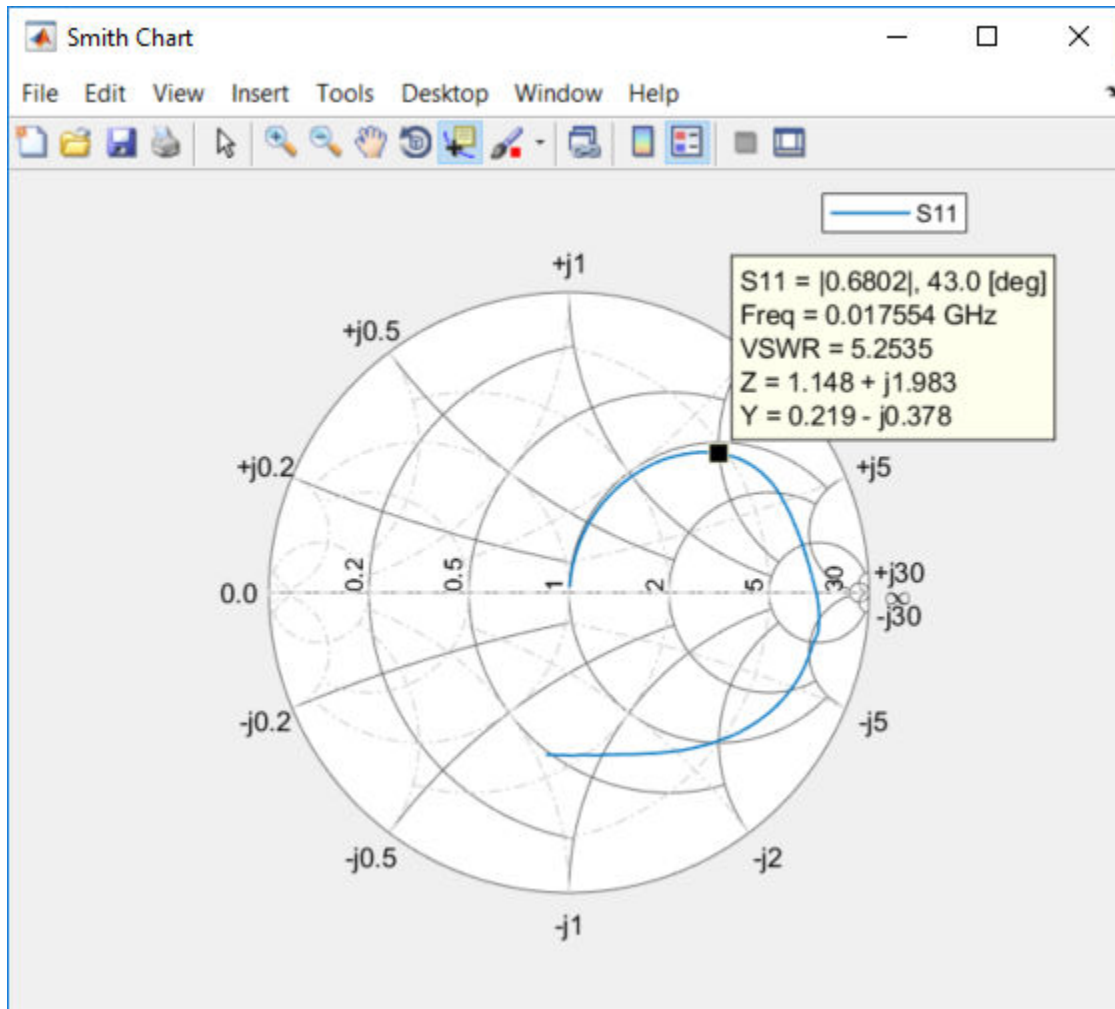 Smith Chart
File Edit View Insert Tools Desktop Window Help
S11
S11 = |0.6802|, 43.0 [deg]
Freq = 0.017554 GHz
VSWR = 5.2535
Z = 1.148 + j1.983
Y = 0.219 - j0.378
+j1
+j0.5
+j0.2
+j5
0.0
0.2
0.5
1
2
5
30
+j30
∞
-j30
-j0.2
-j5
-j0.5
-j2
-j1